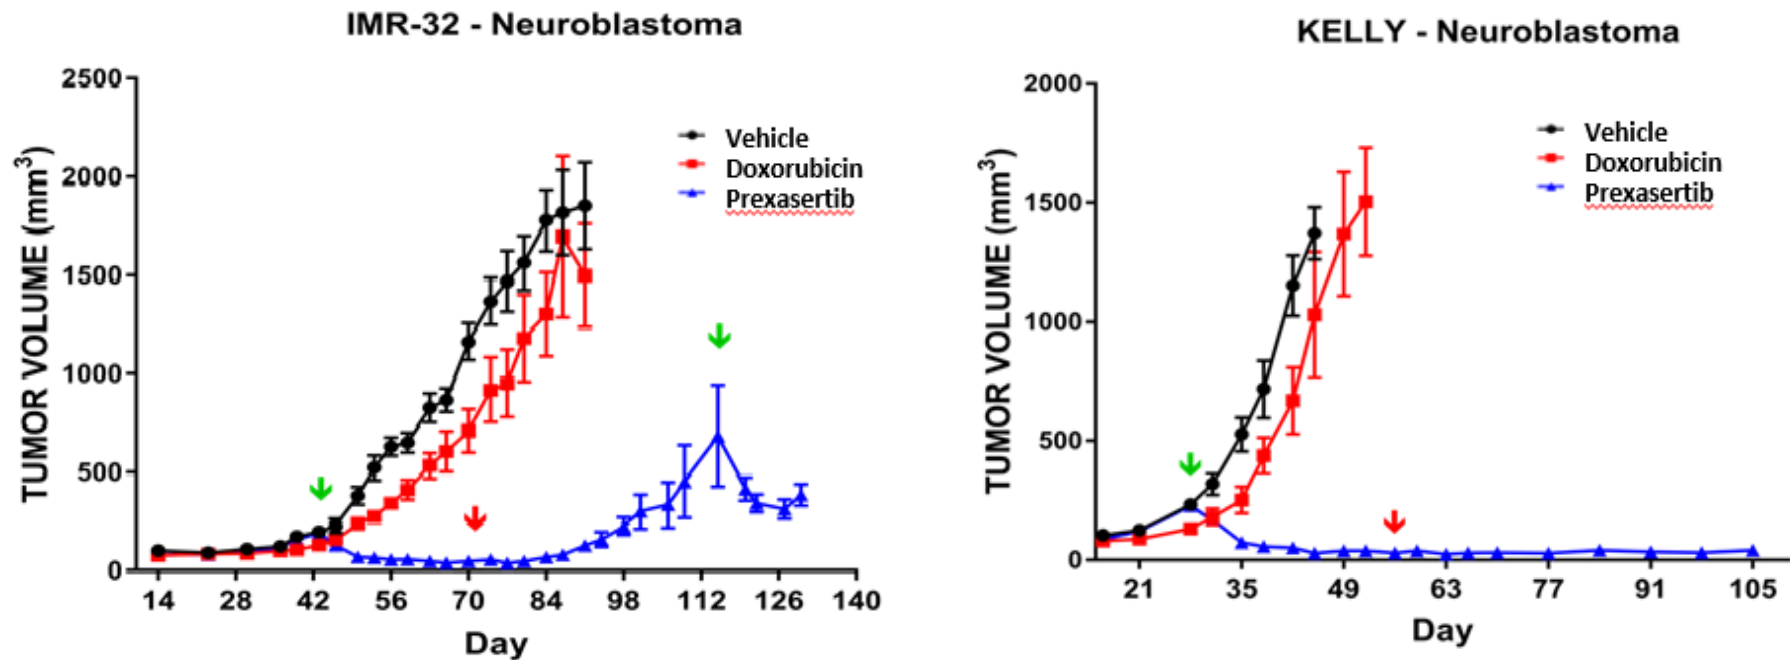 IMR-32 - Neuroblastoma
TUMOR VOLUME (mm³)
2500
2000
1500
1000
500
0
Vehicle
Doxorubicin
Prexasertib
14 28 42 56 70 84 98 112 126 140
Day
KELLY - Neuroblastoma
TUMOR VOLUME (mm³)
2000
1500
1000
500
0
Vehicle
Doxorubicin
Prexasertib
21 35 49 63 77 91 105
Day